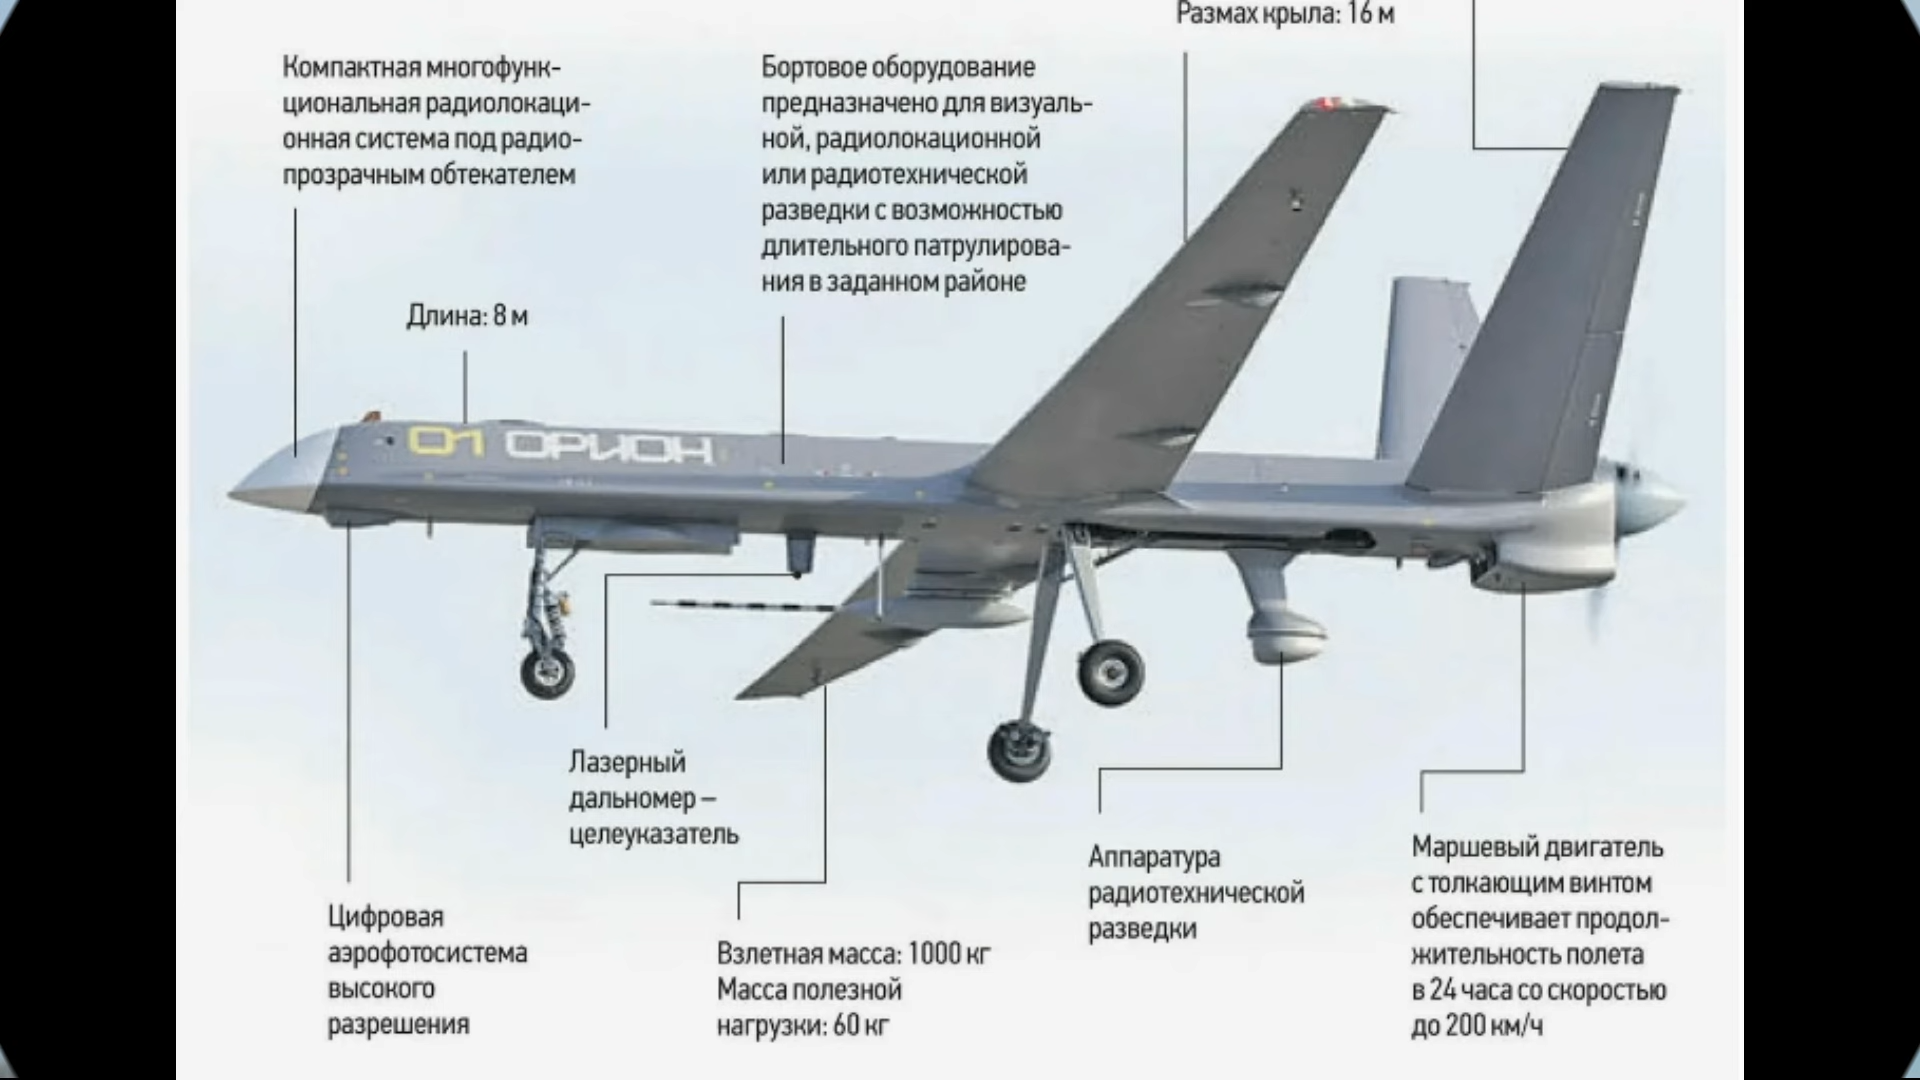 Размах крыла: 16 м
Компактная многофунк-
циональная радиолокаци-
онная система под радио-
прозрачным обтекателем
Бортовое оборудование
предназначено для визуаль-
ной, радиолокационной
или радиотехнической
разведки с возможностью
длительного патрулирова-
ния в заданном районе
Длина: 8 м
01 ОРИОН
Лазерный
дальномер –
целеуказатель
Цифровая
аэрофотосистема
высокого
разрешения
Взлетная масса: 1000 кг
Масса полезной
нагрузки: 60 кг
Аппаратура
радиотехнической
разведки
Маршевый двигатель
с толкающим винтом
обеспечивает продол-
жительность полета
в 24 часа со скоростью
до 200 км/ч